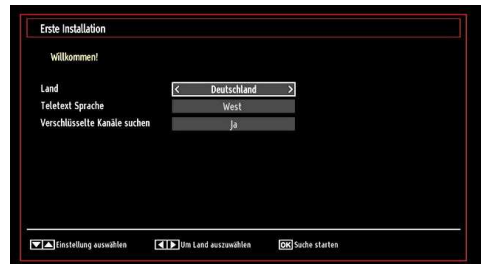 Erste Installation
Willkommen!
Land < Deutschland >
Teletext Sprache West
Verschlüsselte Kanäle suchen Ja
Einstellung auswählen Um Land auszuwählen OK Suche starten